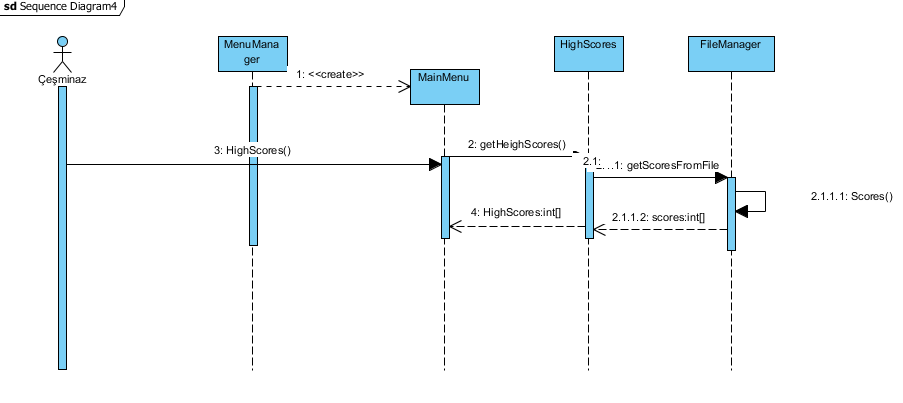 sd Sequence Diagram4
Çeşminaz
MenuMana
ger
MainMenu
HighScores
FileManager
1: <<create>>
2: getHeighScores()
3: HighScores()
2.1:
1: getScoresFromFile
2.1.1.1: Scores()
4: HighScores:int[]
2.1.1.2: scores:int[]